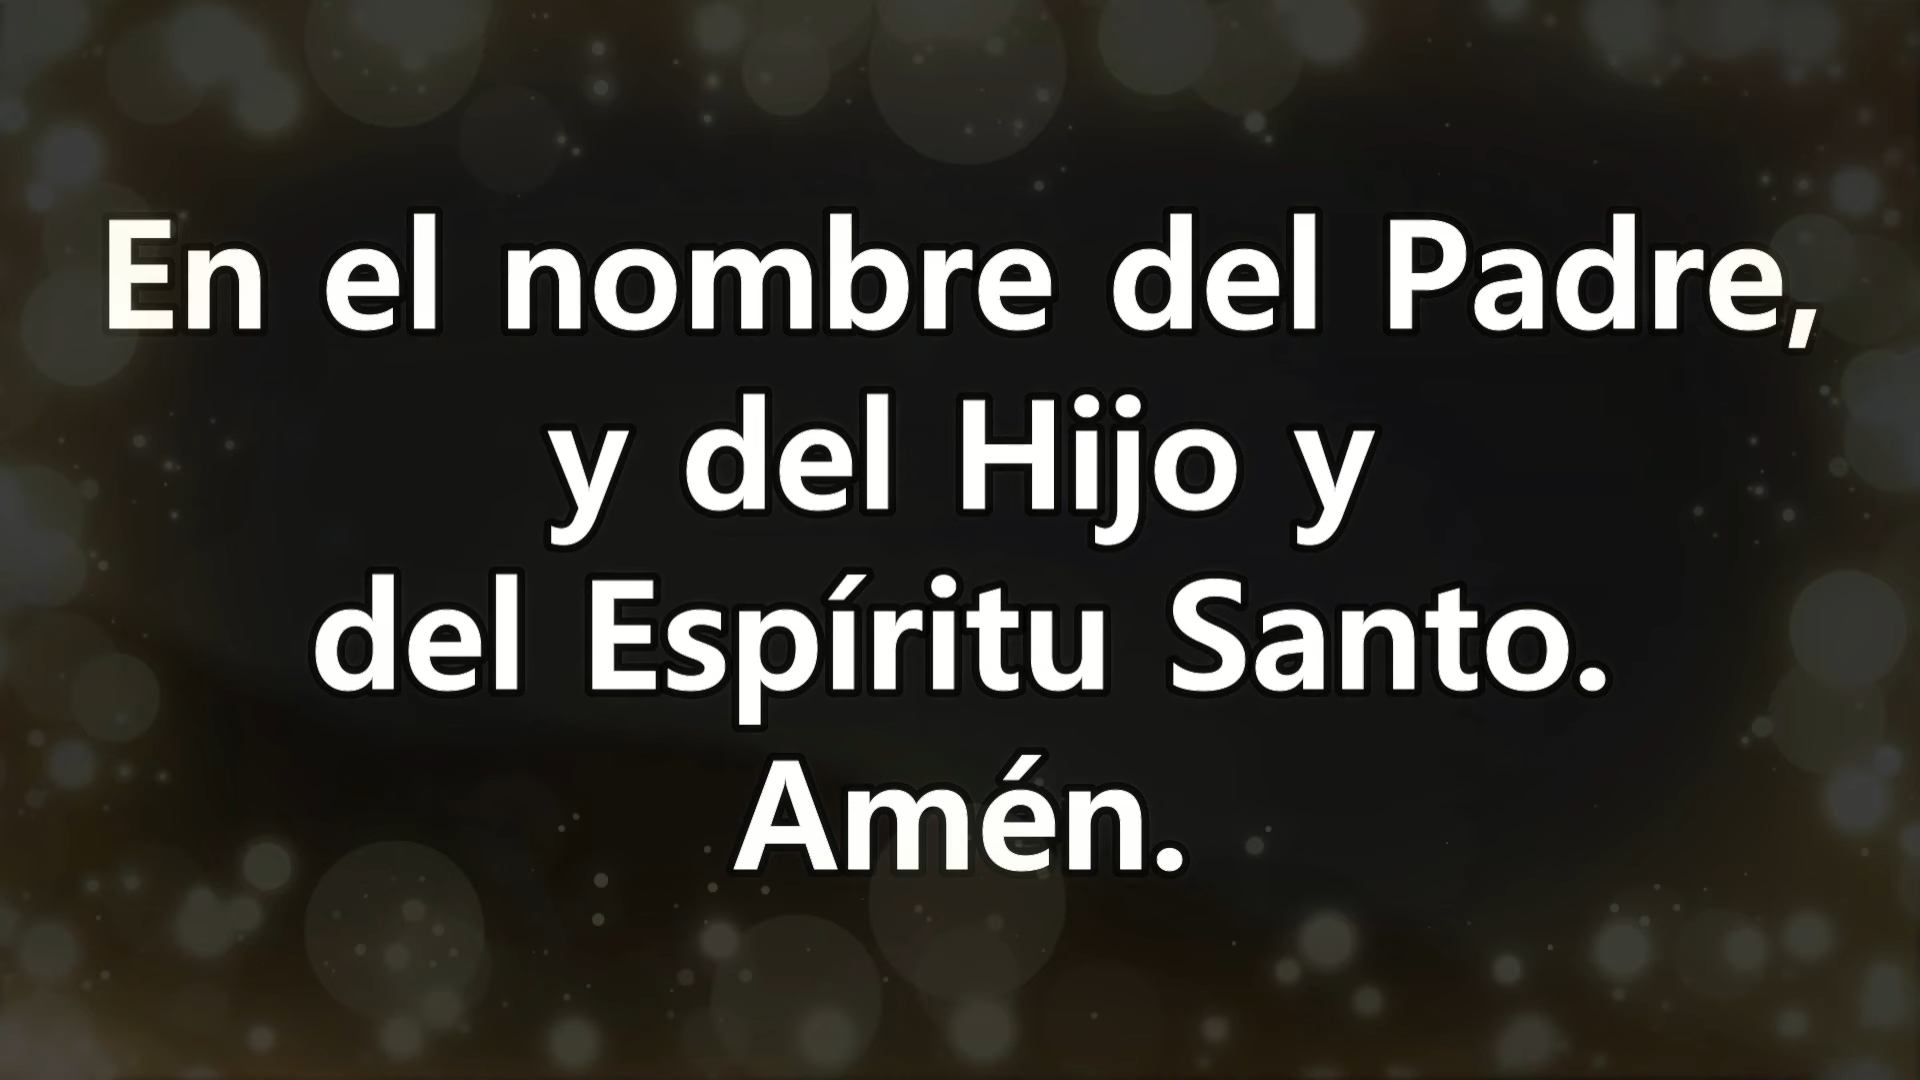 En el nombre del Padre,
y del Hijo y
del Espíritu Santo.
Amén.